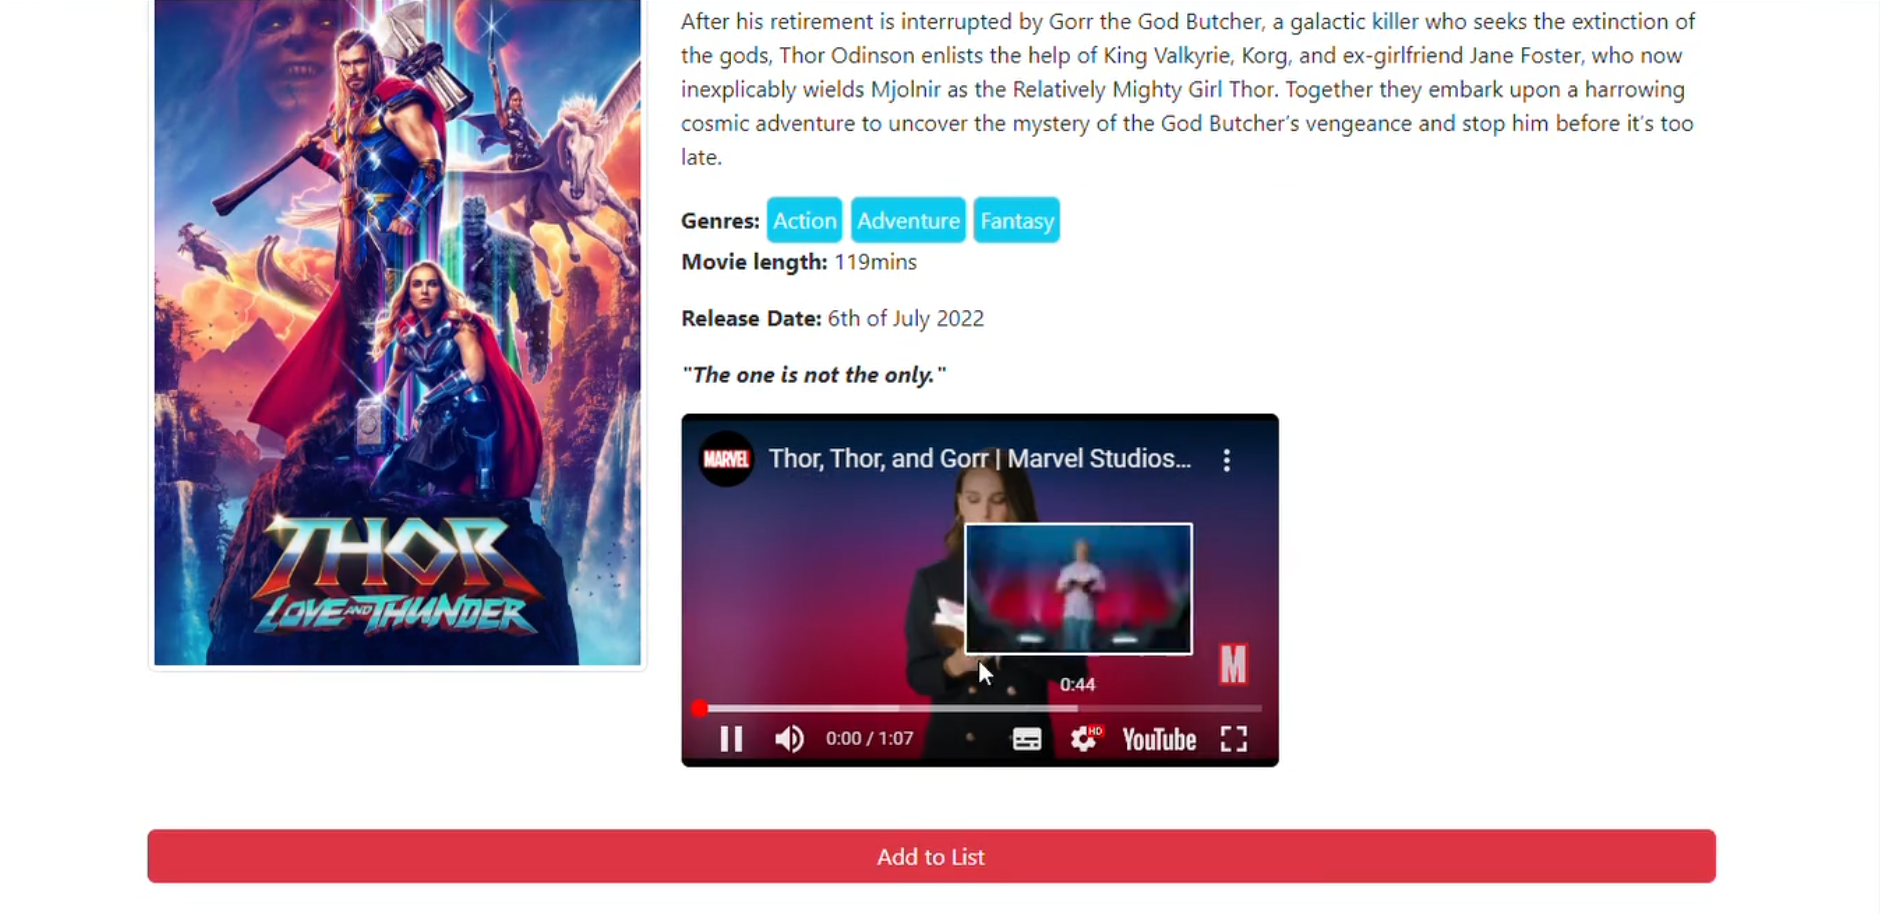 After his retirement is interrupted by Gorr the God Butcher, a galactic killer who seeks the extinction of
the gods, Thor Odinson enlists the help of King Valkyrie, Korg, and ex-girlfriend Jane Foster, who now
inexplicably wields Mjolnir as the Relatively Mighty Girl Thor. Together they embark upon a harrowing
cosmic adventure to uncover the mystery of the God Butcher’s vengeance and stop him before it’s too
late.
Genres: Action Adventure Fantasy
Movie length: 119mins
Release Date: 6th of July 2022
"The one is not the only."
MARVEL Thor, Thor, and Gorr | Marvel Studios...
THOR
LOVE AND THUNDER
M
0:44
0:00 / 1:07 HD YouTube
Add to List